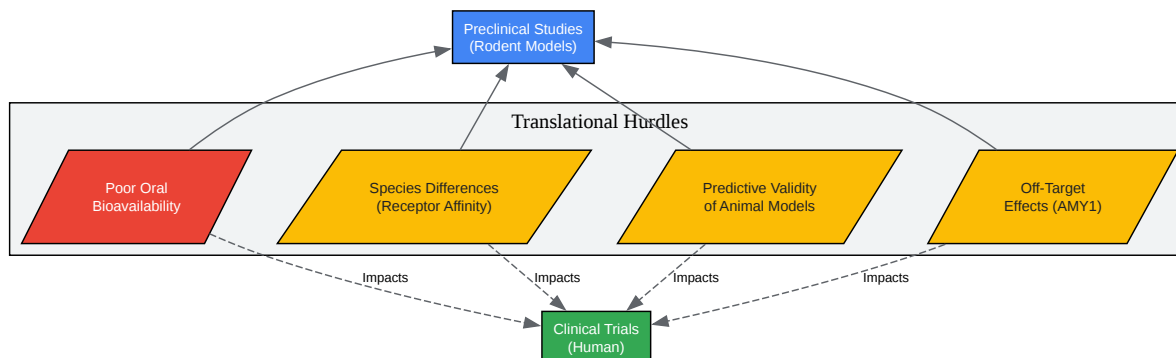 Preclinical Studies
(Rodent Models)
Translational Hurdles
Poor Oral
Bioavailability
Species Differences
(Receptor Affinity)
Predictive Validity
of Animal Models
Off-Target
Effects (AMY1)
Impacts
Impacts
Impacts
Impacts
Clinical Trials
(Human)